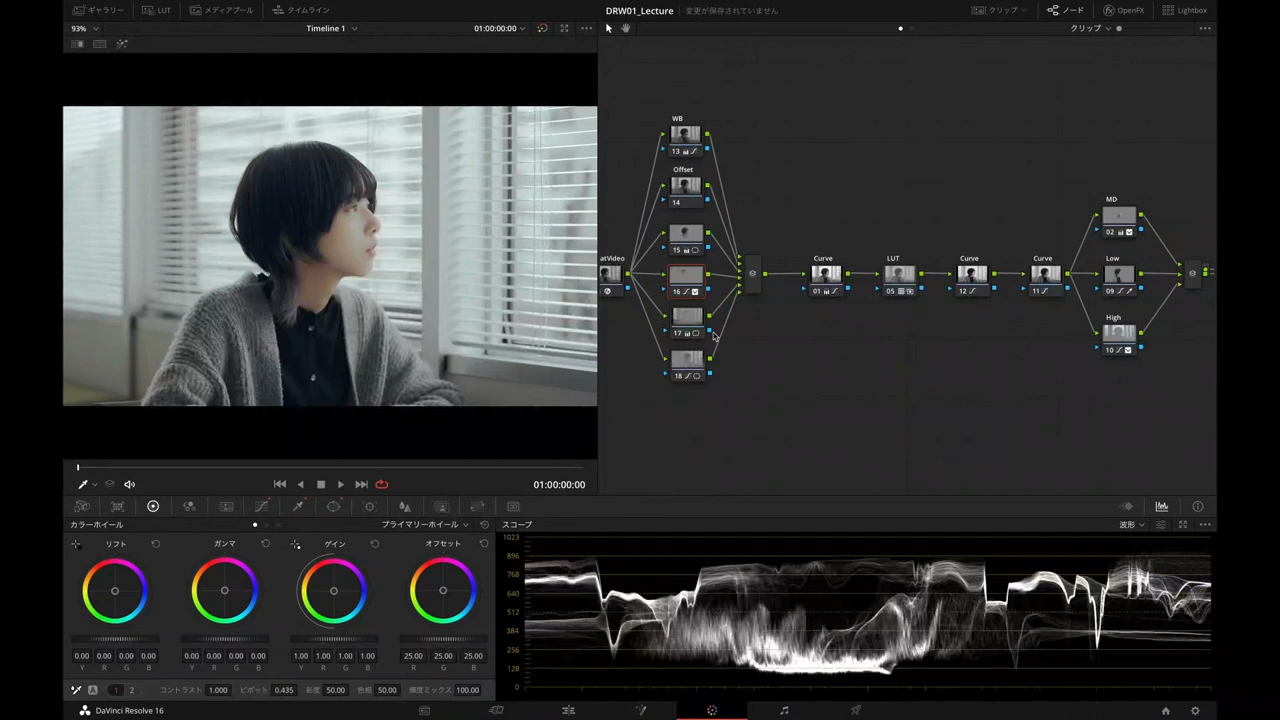 ギャラリー LUT メディアプール タイムライン DRW01_Lecture 変更が保存されていません クリップ ノード OpenFX Lightbox
93% Timeline 1 01:00:00:00 クリップ
WB
13
Offset
14
15
atVideo
16
17
18
Curve
01
LUT
05
Curve
12
Curve
11
MD
02
Low
09
High
10
01:00:00:00
カラーホイール プライマリーホイール
リフト ガンマ ゲイン オフセット
0.00 0.00 0.00 0.00 0.00 0.00 0.00 0.00 1.00 1.00 1.00 1.00 25.00 25.00 25.00
Y R G B Y R G B Y R G B R G B
A 1 2 コントラスト 1.000 ピボット 0.435 彩度 50.00 色相 50.00 輝度ミックス 100.00
スコープ 波形
1023
896
768
640
512
384
256
128
0
DaVinci Resolve 16